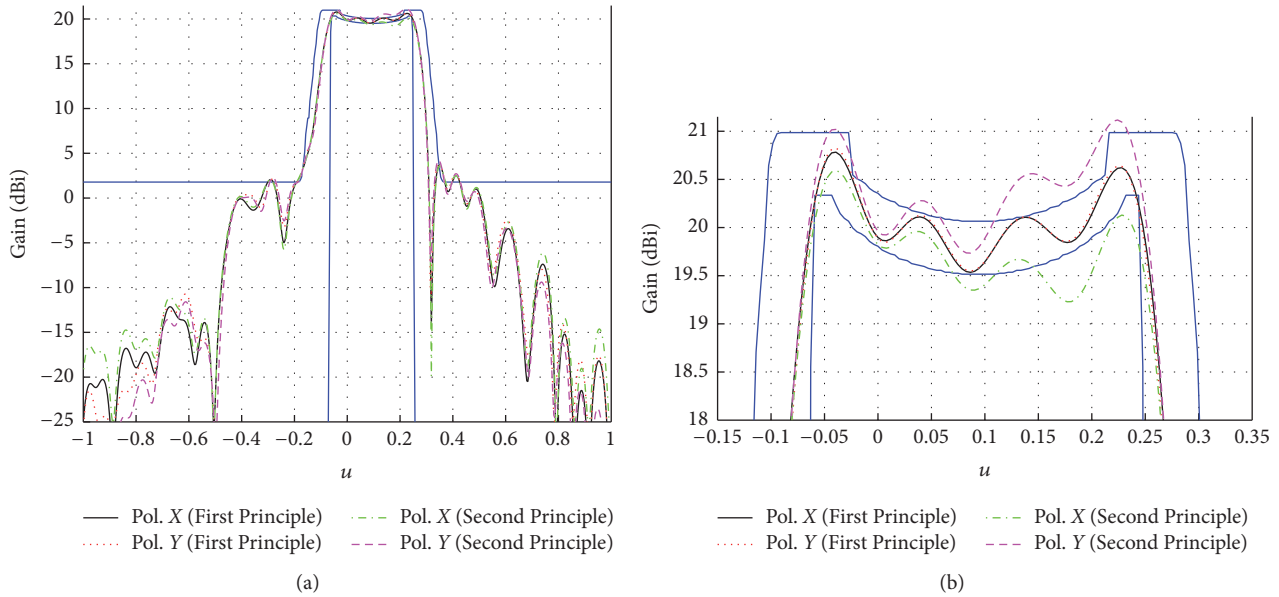 20
15
10
5
0
−5
−10
−15
−20
−25
Gain (dBi)
−1 −0.8 −0.6 −0.4 −0.2 0 0.2 0.4 0.6 0.8 1
u
Pol. X (First Principle)
Pol. Y (First Principle)
Pol. X (Second Principle)
Pol. Y (Second Principle)
(a)
21
20.5
20
19.5
19
18.5
18
Gain (dBi)
−0.15 −0.1 −0.05 0 0.05 0.1 0.15 0.2 0.25 0.3 0.35
u
Pol. X (First Principle)
Pol. Y (First Principle)
Pol. X (Second Principle)
Pol. Y (Second Principle)
(b)